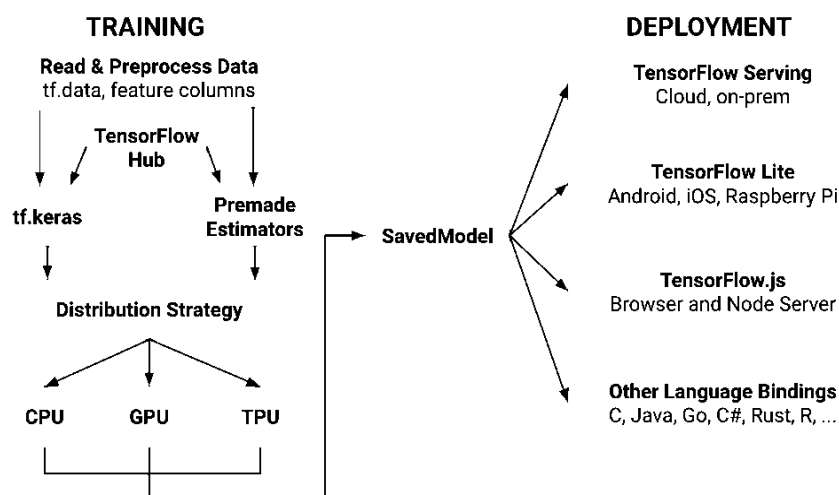 TRAINING
Read & Preprocess Data
tf.data, feature columns
TensorFlow
Hub
tf.keras
Premade
Estimators
Distribution Strategy
CPU
GPU
TPU
SavedModel
DEPLOYMENT
TensorFlow Serving
Cloud, on-prem
TensorFlow Lite
Android, iOS, Raspberry Pi
TensorFlow.js
Browser and Node Server
Other Language Bindings
C, Java, Go, C#, Rust, R, ...